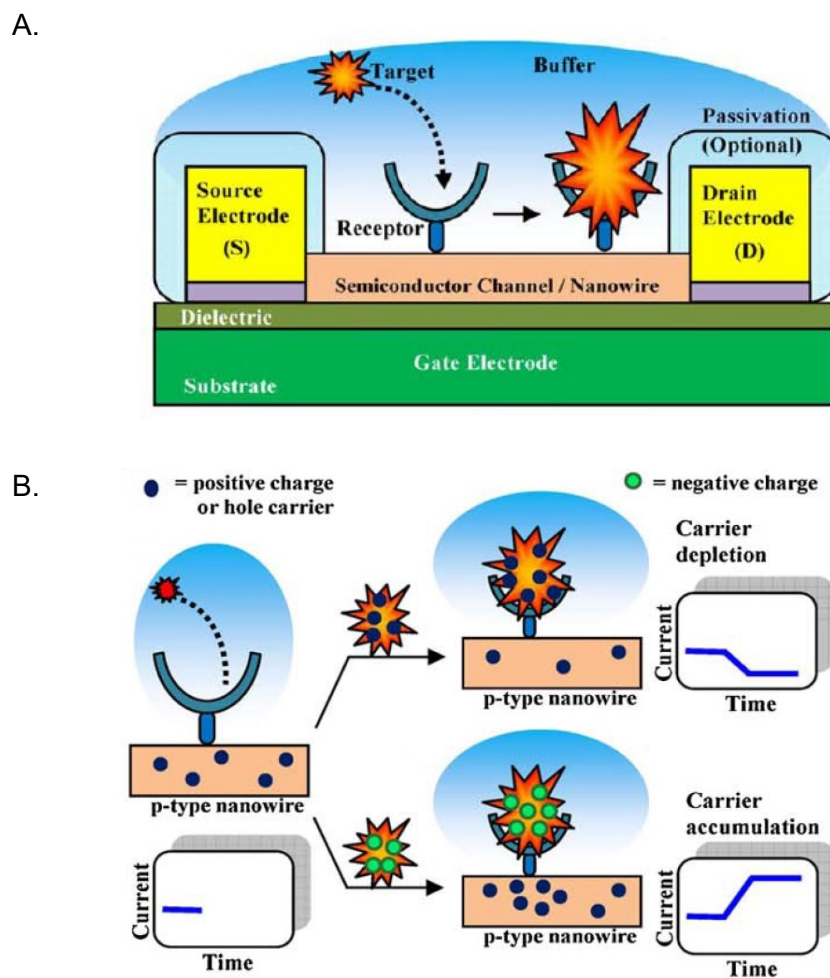 A.
Target
Buffer
Passivation
(Optional)
Source
Electrode
(S)
Drain
Electrode
(D)
Receptor
Semiconductor Channel / Nanowire
Dielectric
Gate Electrode
Substrate
B.
= positive charge
or hole carrier
= negative charge
Carrier
depletion
Current
Time
p-type nanowire
p-type nanowire
Carrier
accumulation
Current
Time
p-type nanowire
Current
Time